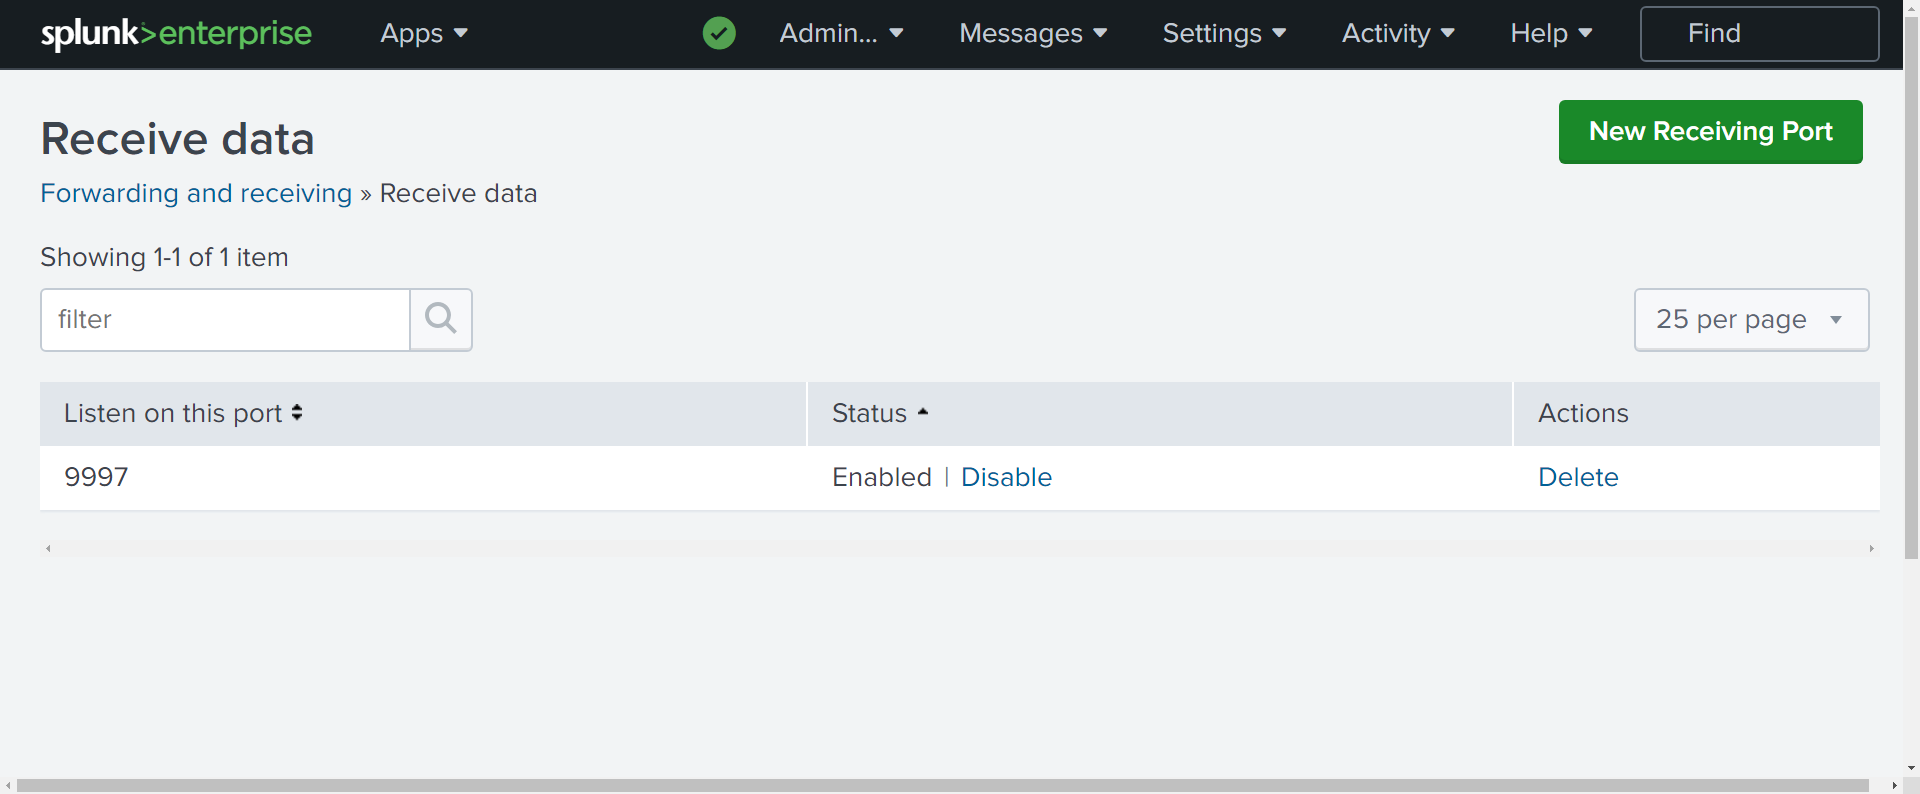 splunk>enterprise Apps Admin... Messages Settings Activity Help Find
Receive data
New Receiving Port
Forwarding and receiving » Receive data
Showing 1-1 of 1 item
filter
25 per page
Listen on this port Status Actions
9997 Enabled | Disable Delete